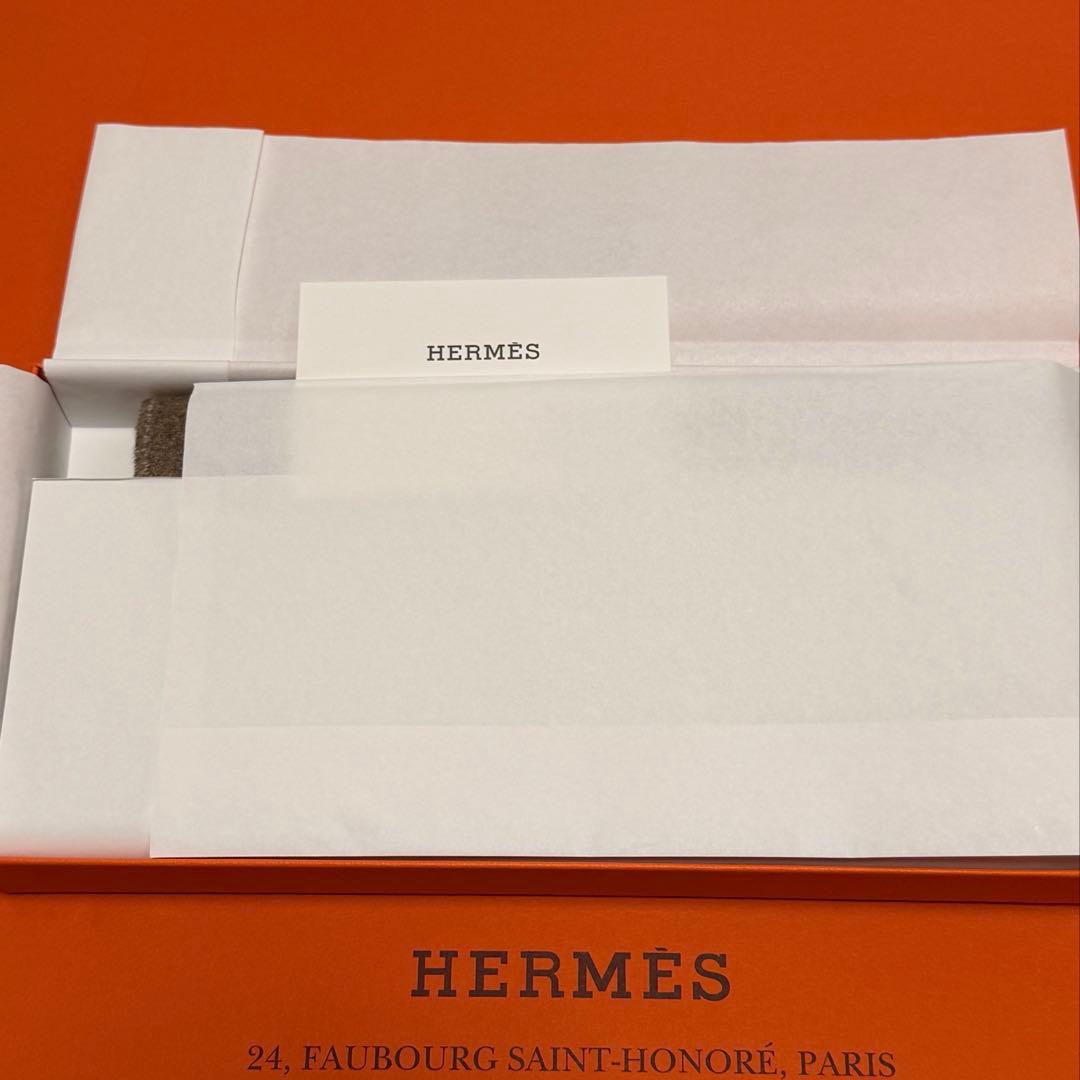 HERMÈS
HERMÈS
24, FAUBOURG SAINT-HONORÉ, PARIS